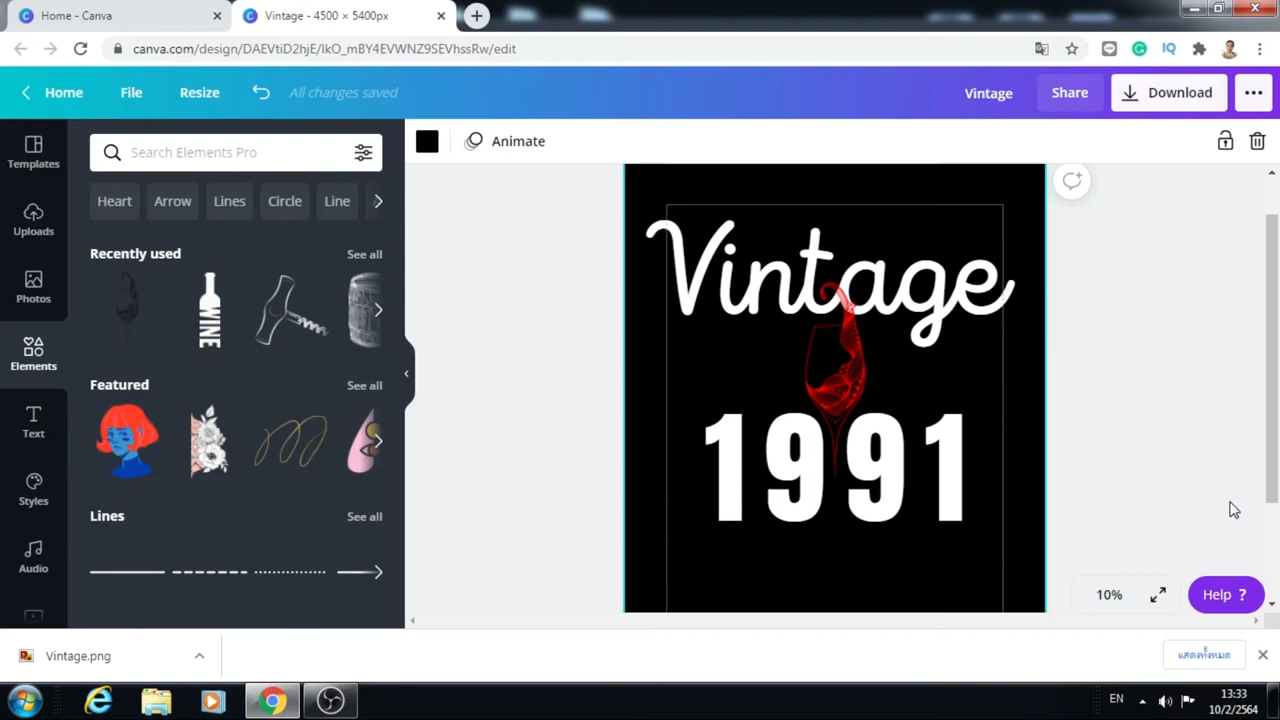 Home - Canva
Vintage - 4500 × 5400px
canva.com/design/DAEVtiD2hjE/IkO_mBY4EVWNZ9SEVhssRw/edit
Home File Resize All changes saved Vintage Share Download
Search Elements Pro
Animate
Templates
Heart Arrow Lines Circle Line
Uploads
Recently used See all
Photos
WINE
Elements
Featured See all
Text
Styles
Lines See all
Audio
Vintage
1991
10%
Help ?
Vintage.png
แสดงทั้งหมด
EN
13:33
10/2/2564